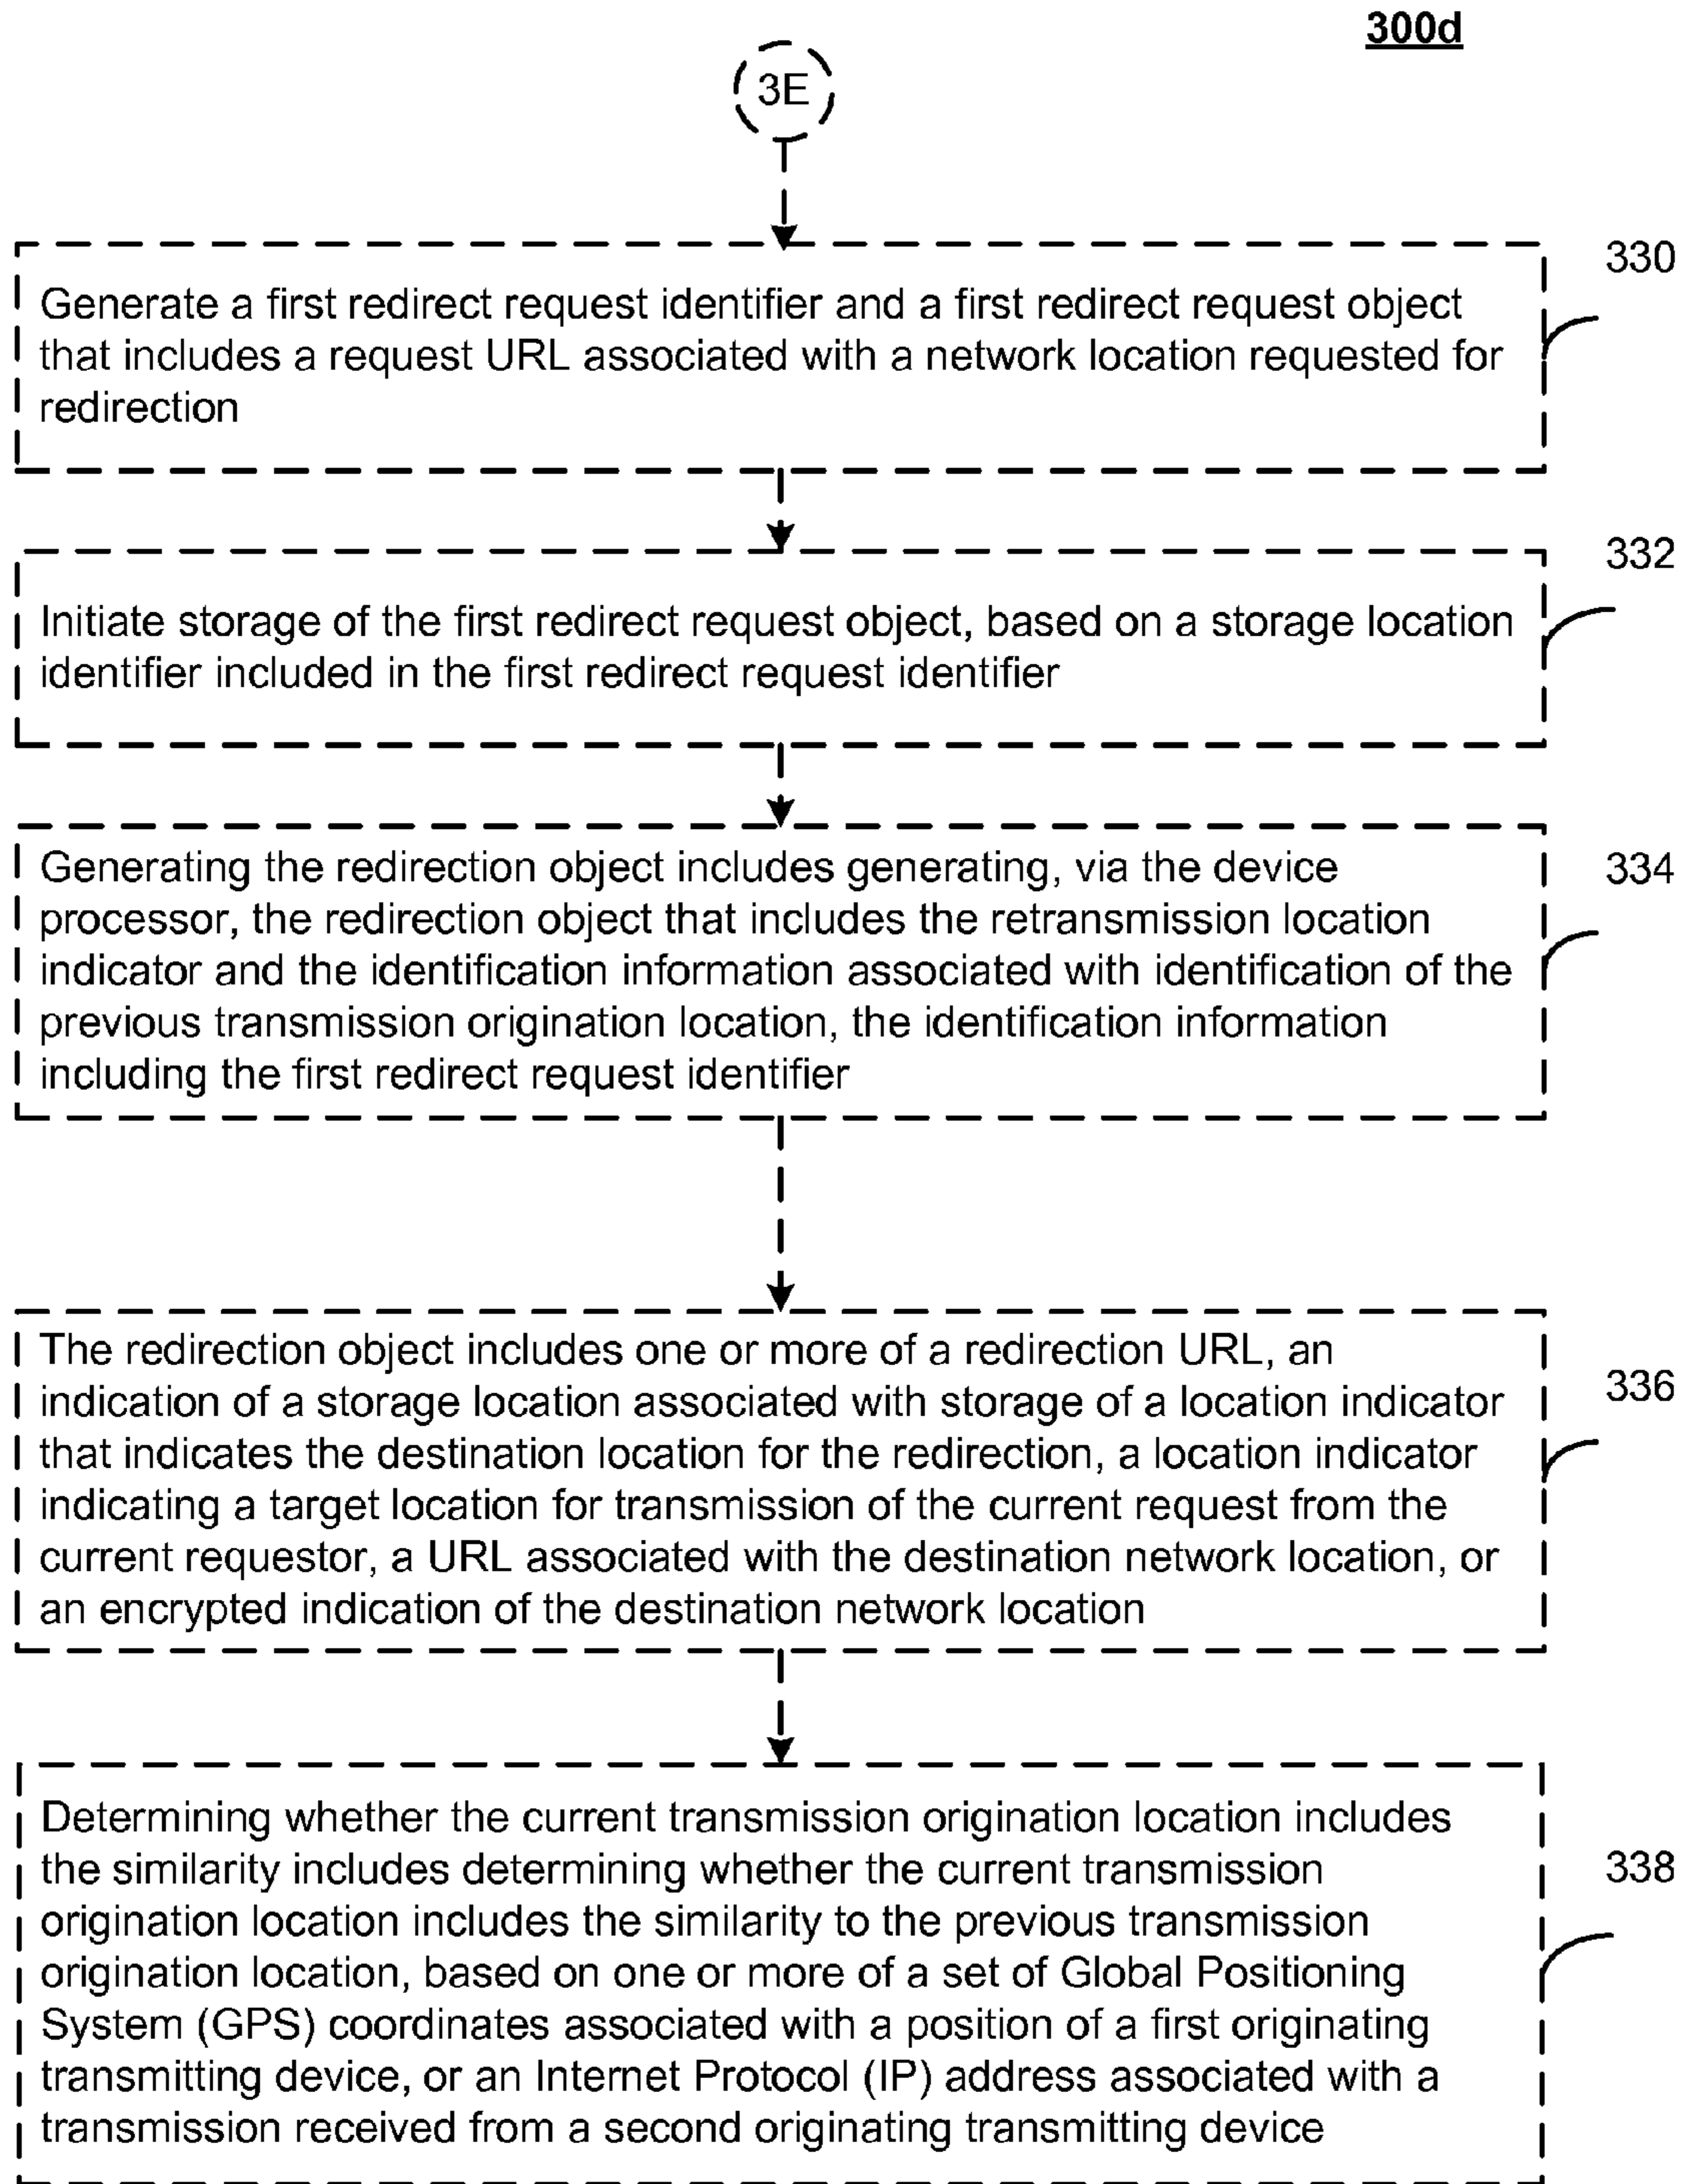 300d
3E
330
Generate a first redirect request identifier and a first redirect request object
that includes a request URL associated with a network location requested for
redirection
332
Initiate storage of the first redirect request object, based on a storage location
identifier included in the first redirect request identifier
334
Generating the redirection object includes generating, via the device
processor, the redirection object that includes the retransmission location
indicator and the identification information associated with identification of the
previous transmission origination location, the identification information
including the first redirect request identifier
336
The redirection object includes one or more of a redirection URL, an
indication of a storage location associated with storage of a location indicator
that indicates the destination location for the redirection, a location indicator
indicating a target location for transmission of the current request from the
current requestor, a URL associated with the destination network location, or
an encrypted indication of the destination network location
338
Determining whether the current transmission origination location includes
the similarity includes determining whether the current transmission
origination location includes the similarity to the previous transmission
origination location, based on one or more of a set of Global Positioning
System (GPS) coordinates associated with a position of a first originating
transmitting device, or an Internet Protocol (IP) address associated with a
transmission received from a second originating transmitting device